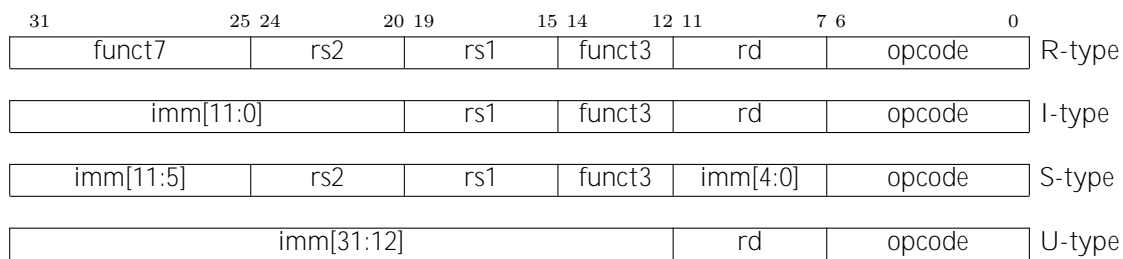 31 25 24 20 19 15 14 12 11 7 6 0
funct7 rs2 rs1 funct3 rd opcode R-type
imm[11:0] rs1 funct3 rd opcode I-type
imm[11:5] rs2 rs1 funct3 imm[4:0] opcode S-type
imm[31:12] rd opcode U-type